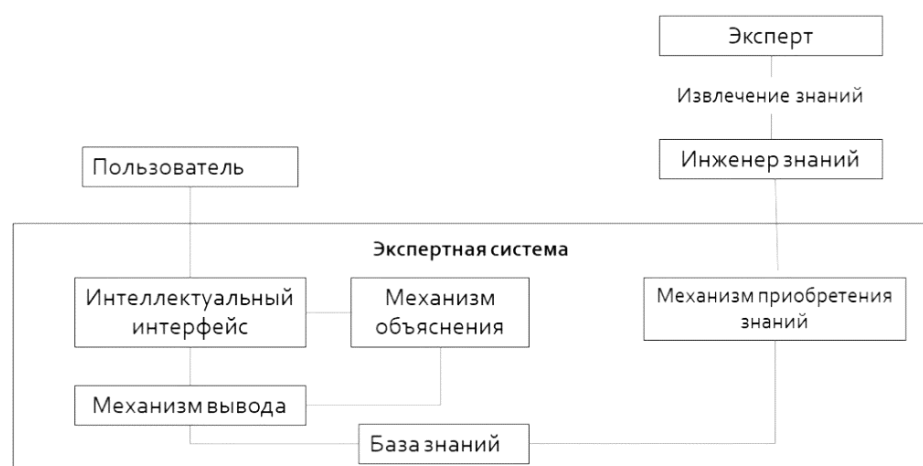 Эксперт
Извлечение знаний
Инженер знаний
Пользователь
Экспертная система
Интеллектуальный
интерфейс
Механизм
объяснения
Механизм приобретения
знаний
Механизм вывода
База знаний